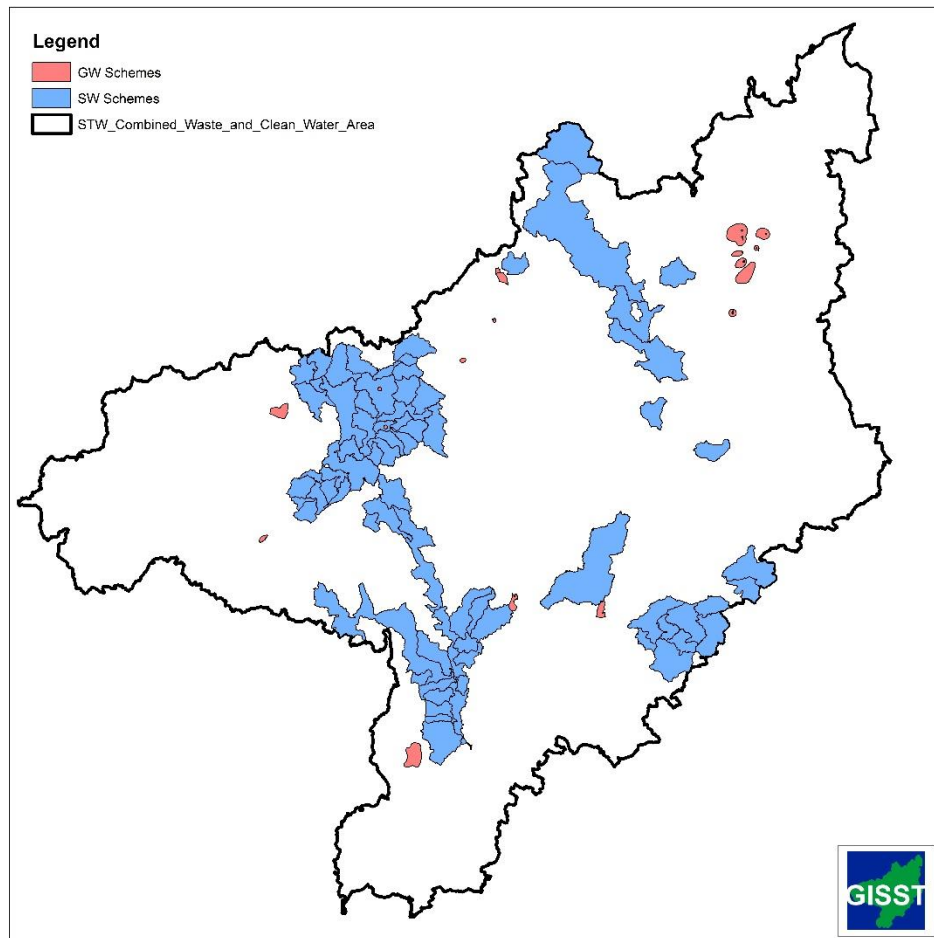 Legend
GW Schemes
SW Schemes
STW_Combined_Waste_and_Clean_Water_Area
GISST